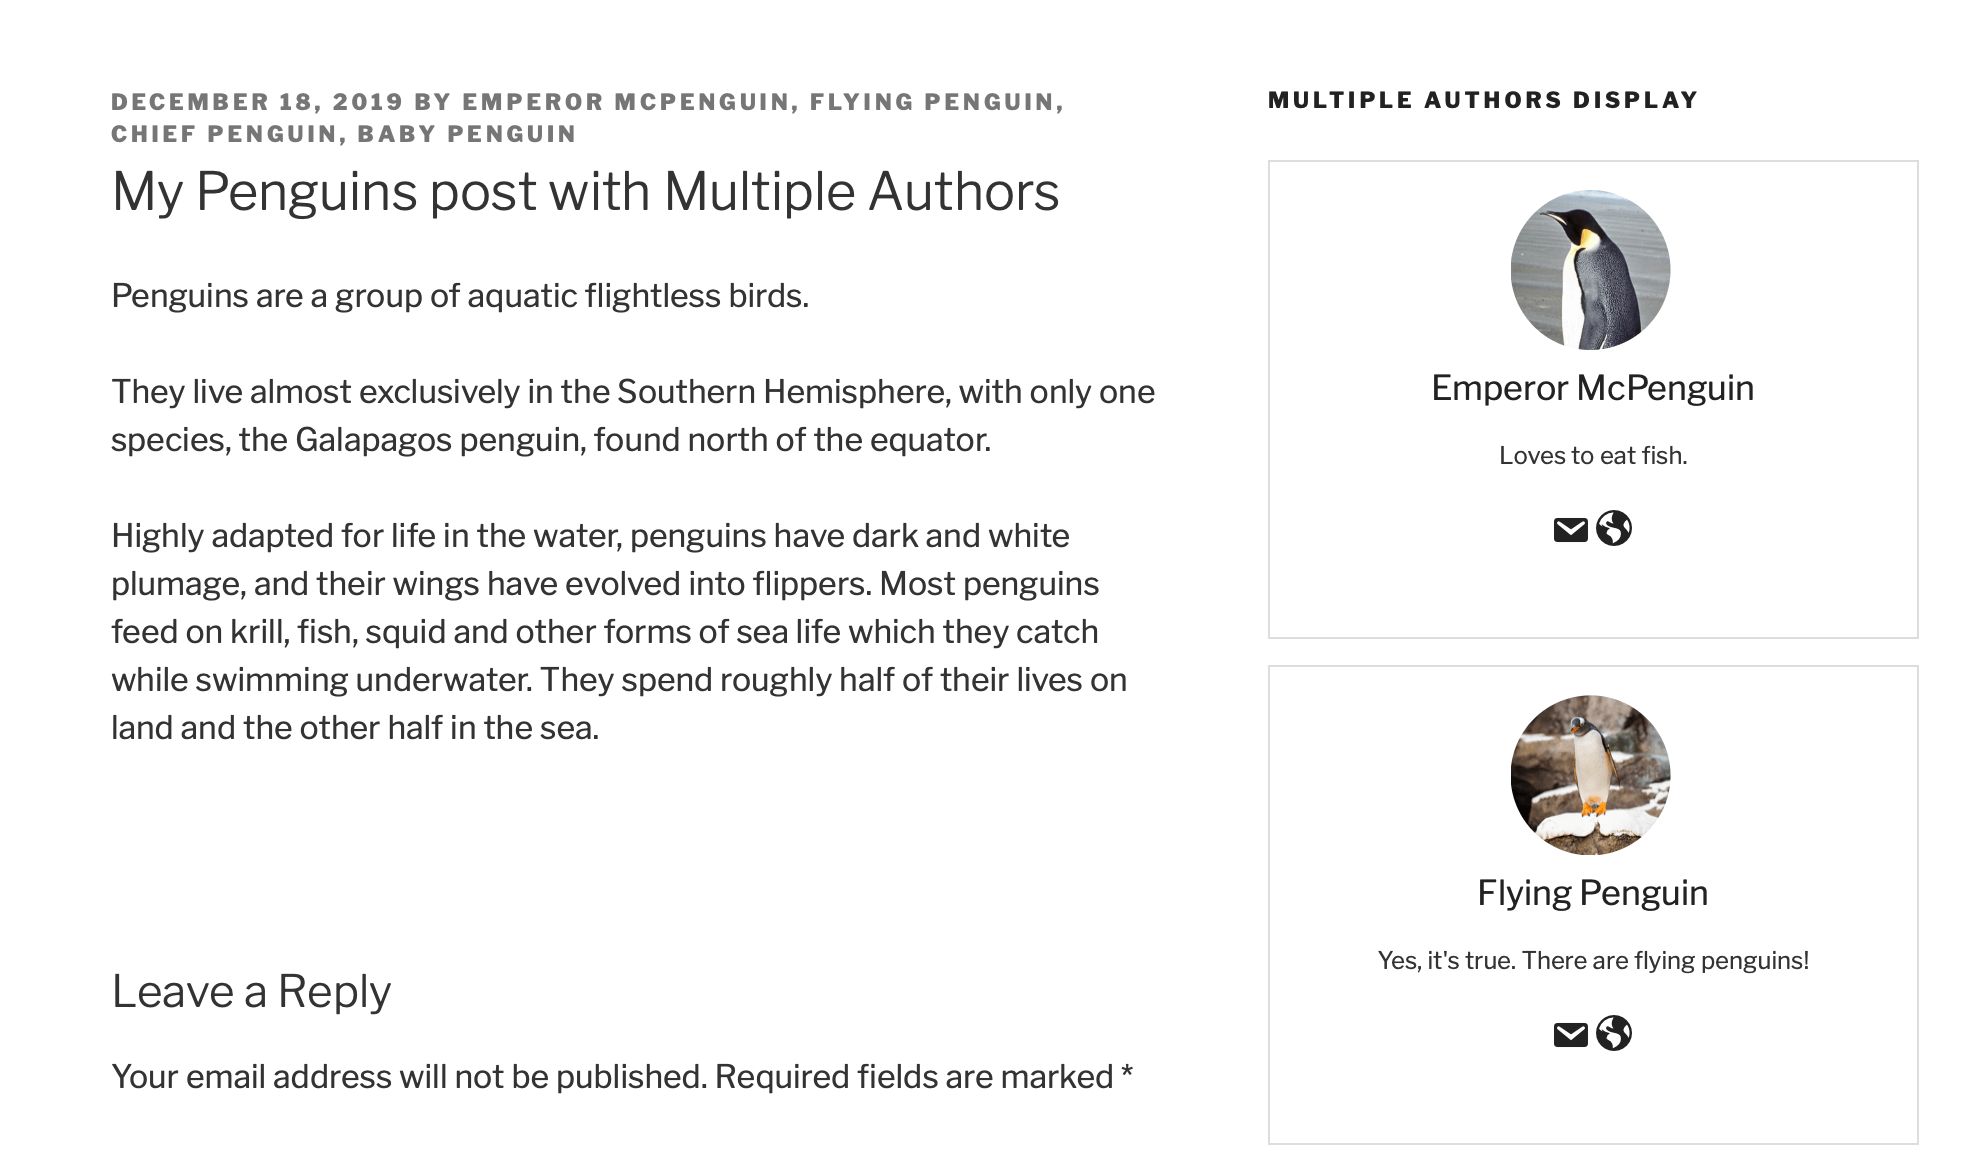 DECEMBER 18, 2019 BY EMPEROR MCPENGUIN, FLYING PENGUIN,
CHIEF PENGUIN, BABY PENGUIN
My Penguins post with Multiple Authors
Penguins are a group of aquatic flightless birds.
They live almost exclusively in the Southern Hemisphere, with only one
species, the Galapagos penguin, found north of the equator.
Highly adapted for life in the water, penguins have dark and white
plumage, and their wings have evolved into flippers. Most penguins
feed on krill, fish, squid and other forms of sea life which they catch
while swimming underwater. They spend roughly half of their lives on
land and the other half in the sea.
Leave a Reply
Your email address will not be published. Required fields are marked *
MULTIPLE AUTHORS DISPLAY
Emperor McPenguin
Loves to eat fish.
Flying Penguin
Yes, it's true. There are flying penguins!